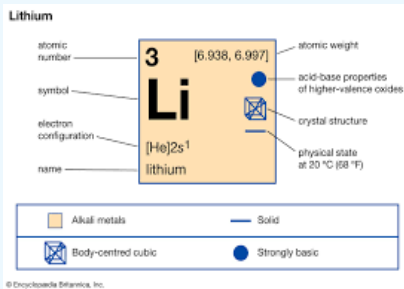 Lithium
atomic
number
3
[6.938, 6.997]
atomic weight
symbol
Li
acid-base properties
of higher-valence oxides
crystal structure
electron
configuration
[He]2s¹
physical state
at 20 °C (68 °F)
name
lithium
Alkali metals
Solid
Body-centred cubic
Strongly basic
© Encyclopædia Britannica, Inc.